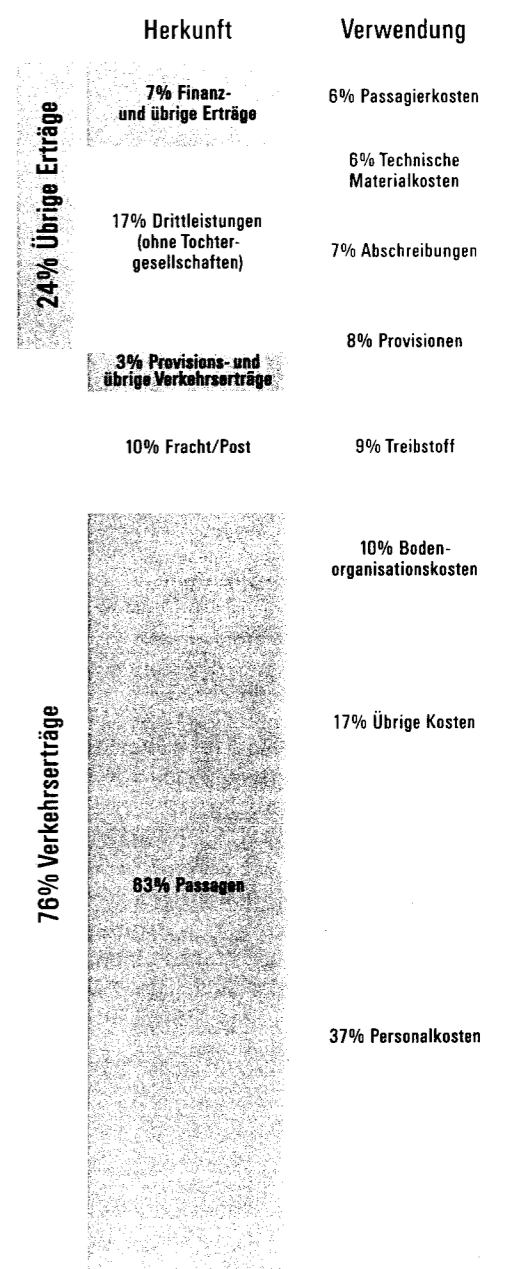 Herkunft
Verwendung
24% Übrige Erträge
76% Verkehrserträge
7% Finanz-
und übrige Erträge
17% Drittleistungen
(ohne Tochter-
gesellschaften)
3% Provisions- und
übrige Verkehrserträge
10% Fracht/Post
63% Passagen
6% Passagierkosten
6% Technische
Materialkosten
7% Abschreibungen
8% Provisionen
9% Treibstoff
10% Boden-
organisationskosten
17% Übrige Kosten
37% Personalkosten